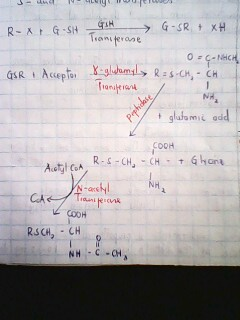 S- and N-acetyl transferases
R-X + G-SH GSH Transferase G-SR + XH
GSR + Acceptor γ-glutamyl Transferase R=S-CH2-CH
O=C-NHCH2
NH2
Peptidase + glutamic acid
COOH
R-S-CH2-CH- + Glycine
NH2
Acetyl CoA
N-acetyl Transferase
CoA
COOH
RSCH2-CH
NH-C-CH3
O